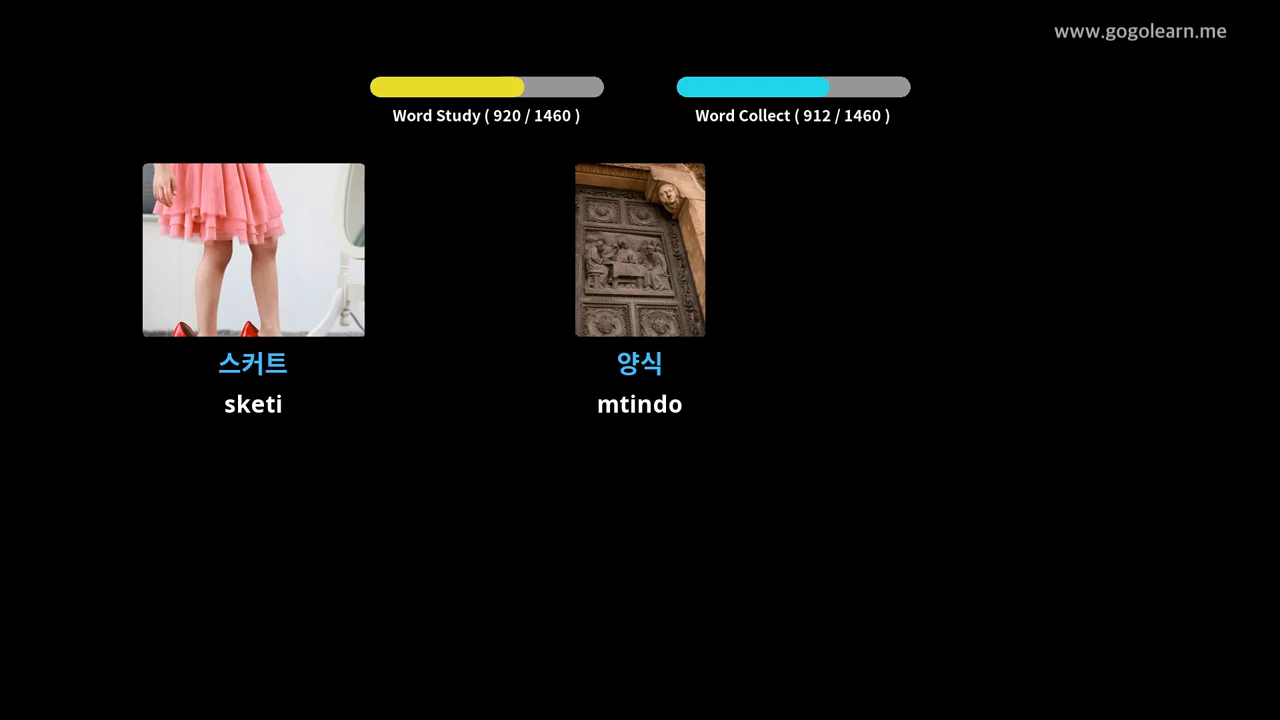 www.gogolearn.me
Word Study ( 920 / 1460 )
Word Collect ( 912 / 1460 )
스커트
sketi
양식
mtindo